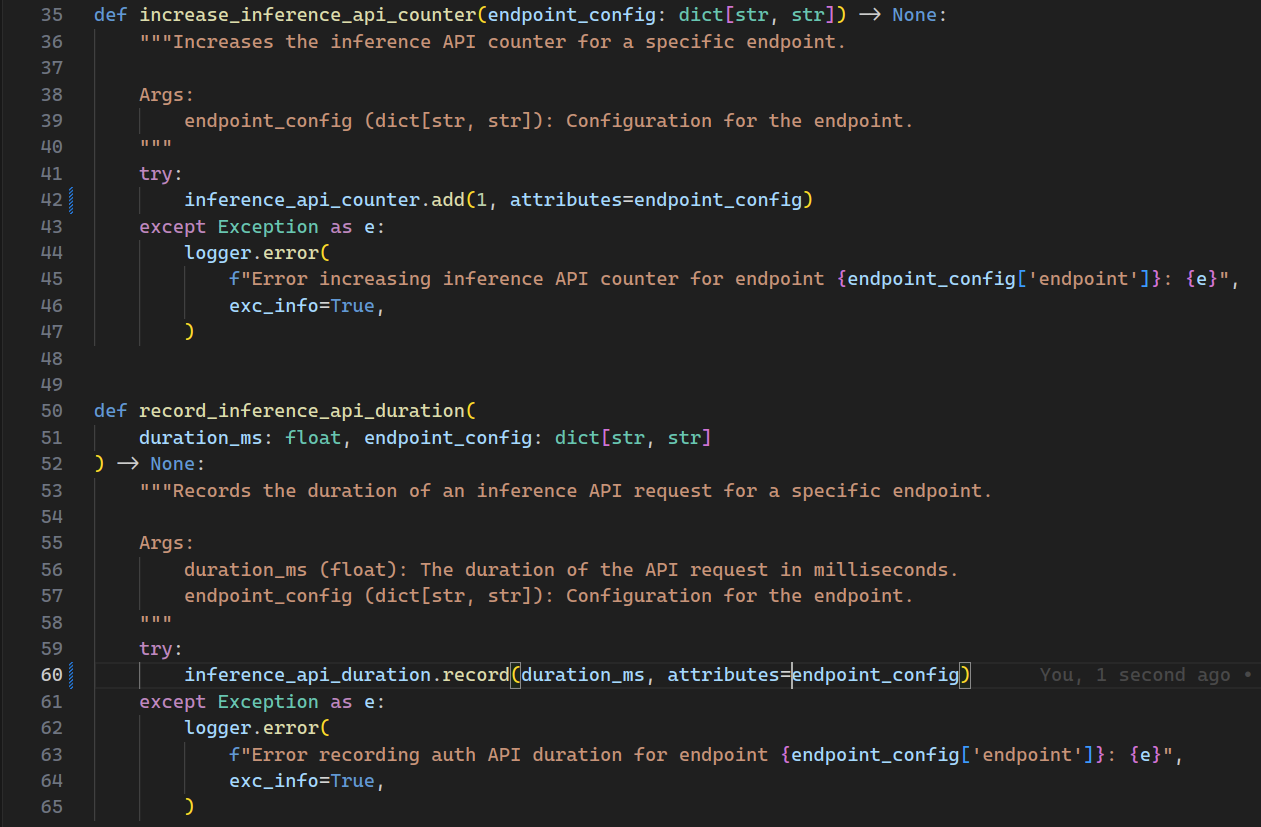 35 def increase_inference_api_counter(endpoint_config: dict[str, str]) -> None:
36     """Increases the inference API counter for a specific endpoint.
37
38     Args:
39         endpoint_config (dict[str, str]): Configuration for the endpoint.
40     """
41     try:
42         inference_api_counter.add(1, attributes=endpoint_config)
43     except Exception as e:
44         logger.error(
45             f"Error increasing inference API counter for endpoint {endpoint_config['endpoint']}: {e}",
46             exc_info=True,
47         )
48
49
50 def record_inference_api_duration(
51     duration_ms: float, endpoint_config: dict[str, str]
52 ) -> None:
53     """Records the duration of an inference API request for a specific endpoint.
54
55     Args:
56         duration_ms (float): The duration of the API request in milliseconds.
57         endpoint_config (dict[str, str]): Configuration for the endpoint.
58     """
59     try:
60         inference_api_duration.record(duration_ms, attributes=endpoint_config)     You, 1 second ago •
61     except Exception as e:
62         logger.error(
63             f"Error recording auth API duration for endpoint {endpoint_config['endpoint']}: {e}",
64             exc_info=True,
65         )